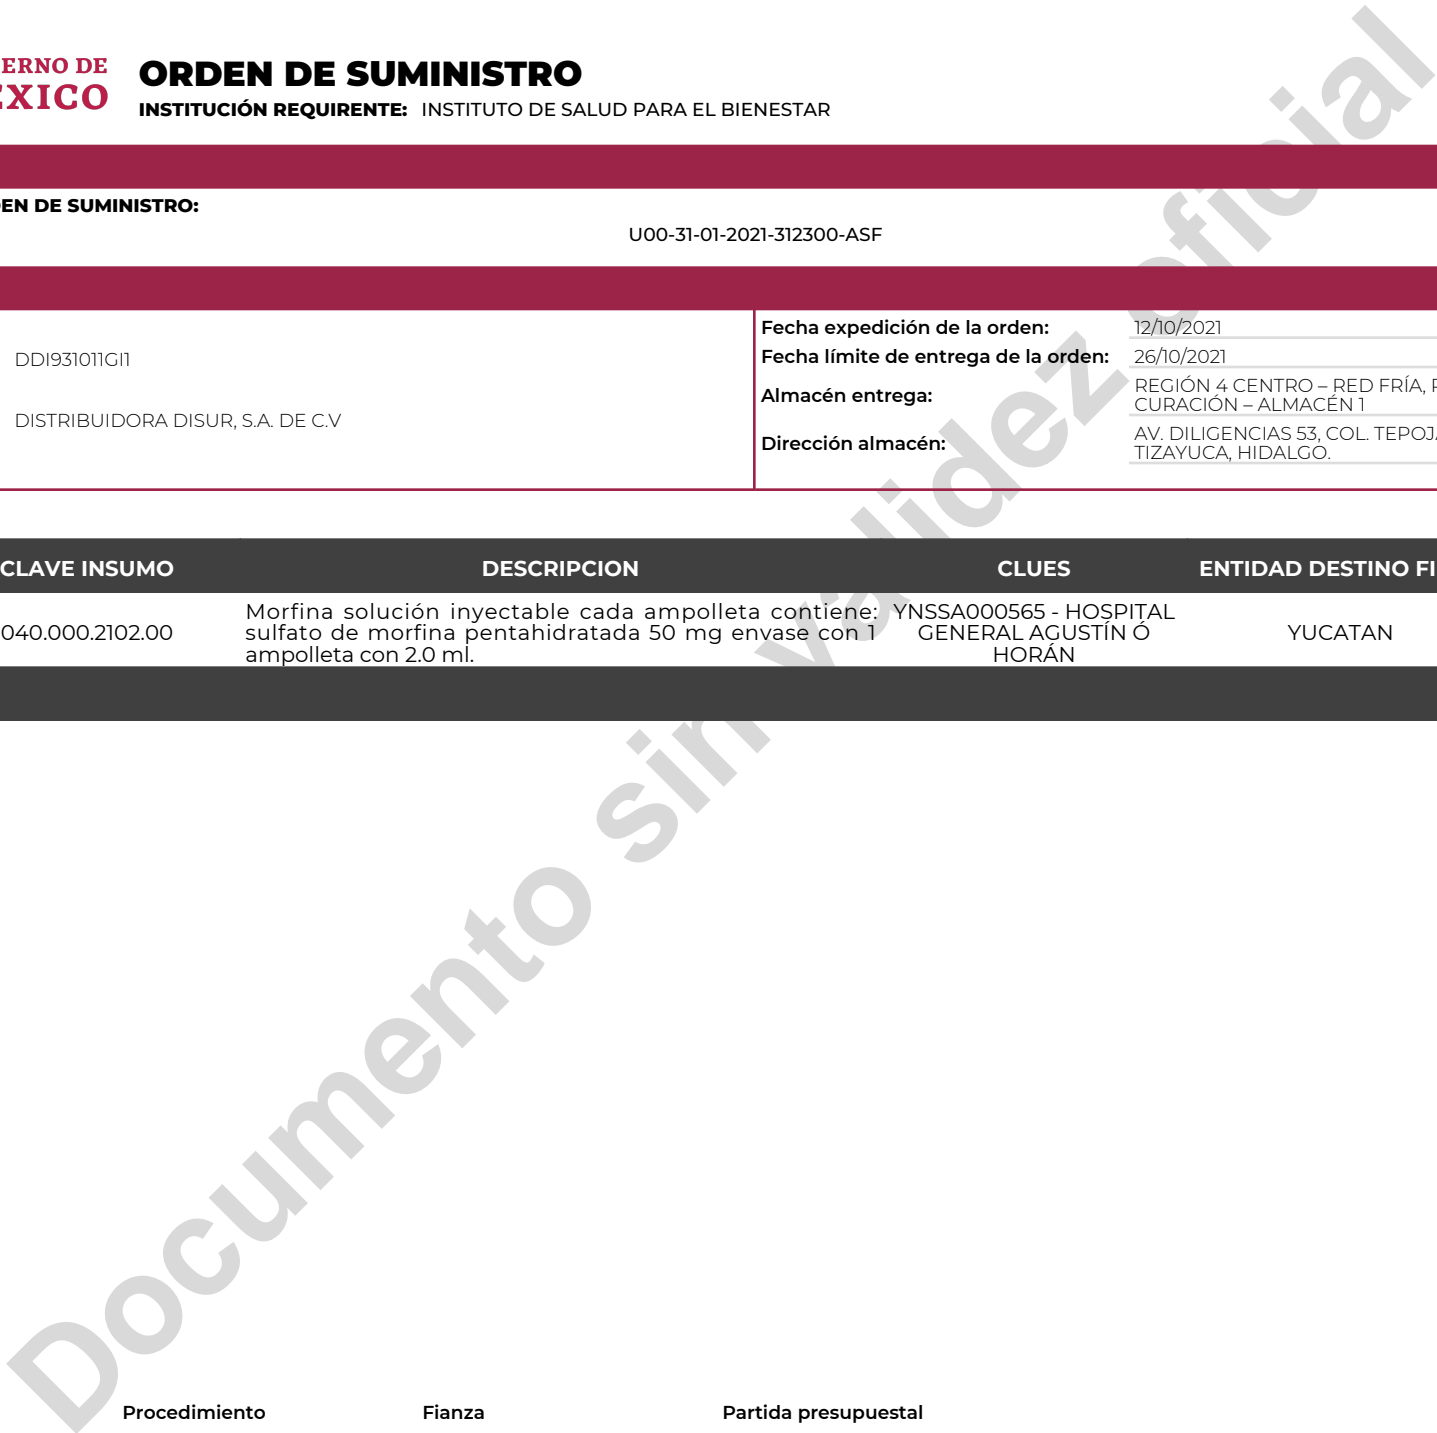 ERNO DE
EXICO
ORDEN DE SUMINISTRO
INSTITUCIÓN REQUIRENTE: INSTITUTO DE SALUD PARA EL BIENESTAR
EN DE SUMINISTRO:
U00-31-01-2021-312300-ASF
DDI931011GI1
DISTRIBUIDORA DISUR, S.A. DE C.V
Fecha expedición de la orden: 12/10/2021
Fecha límite de entrega de la orden: 26/10/2021
Almacén entrega: REGIÓN 4 CENTRO – RED FRÍA,
CURACIÓN – ALMACÉN 1
Dirección almacén: AV. DILIGENCIAS 53, COL. TEPOJ
TIZAYUCA, HIDALGO.
CLAVE INSUMO DESCRIPCION CLUES ENTIDAD DESTINO FI
040.000.2102.00
Morfina solución inyectable cada ampolleta contiene:
sulfato de morfina pentahidratada 50 mg envase con 1
ampolleta con 2.0 ml.
YNSSA000565 - HOSPITAL
GENERAL AGUSTÍN Ó
HORÁN
YUCATAN
Documento sin validez oficial
Procedimiento Fianza Partida presupuestal